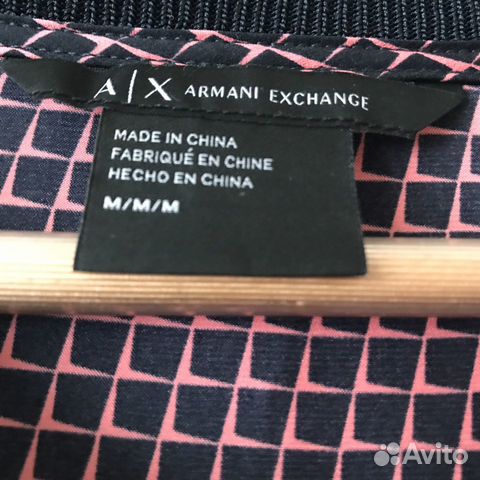 A|X ARMANI EXCHANGE
MADE IN CHINA
FABRIQUÉ EN CHINE
HECHO EN CHINA
M/M/M
Avito